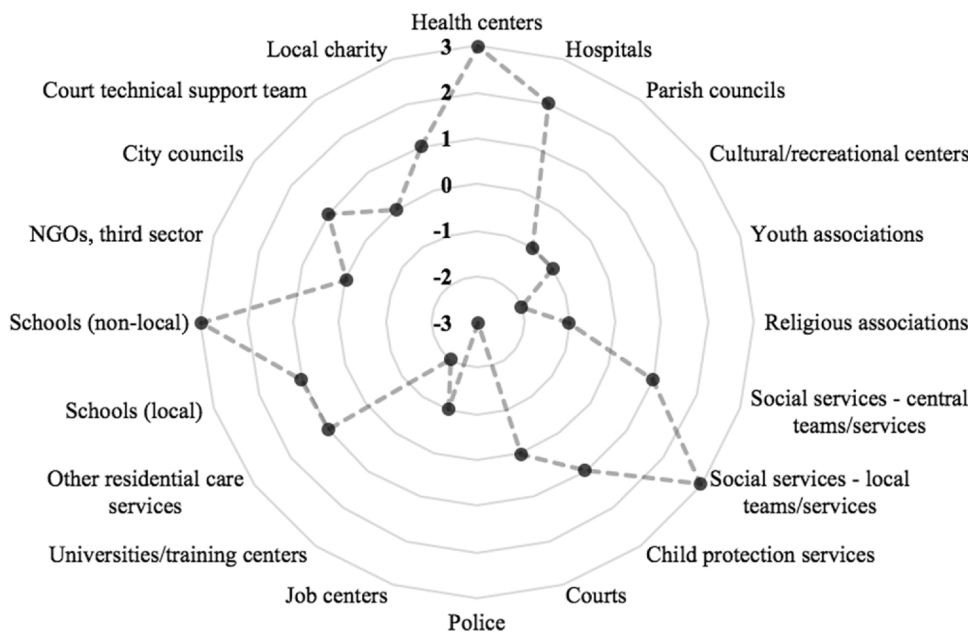 Health centers
Local charity
3
Hospitals
Court technical support team
2
Parish councils
City councils
1
Cultural/recreational centers
0
NGOs, third sector
-1
Youth associations
-2
Schools (non-local)
-3
Religious associations
Schools (local)
Social services - central
teams/services
Other residential care
services
Social services - local
teams/services
Universities/training centers
Child protection services
Job centers
Courts
Police